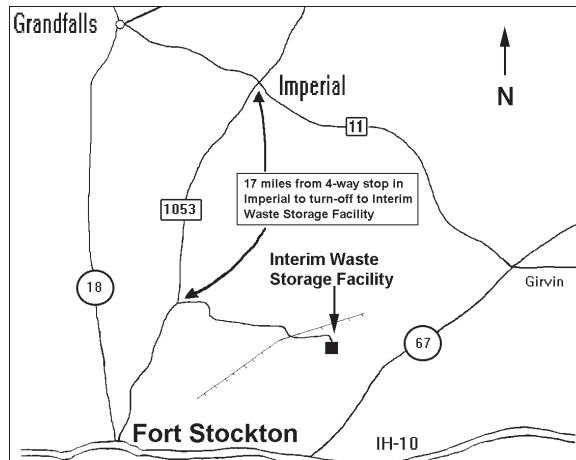 Grandfalls
Imperial
N
11
17 miles from 4-way stop in
Imperial to turn-off to Interim
Waste Storage Facility
1053
Interim Waste
Storage Facility
Girvin
18
67
Fort Stockton
IH-10